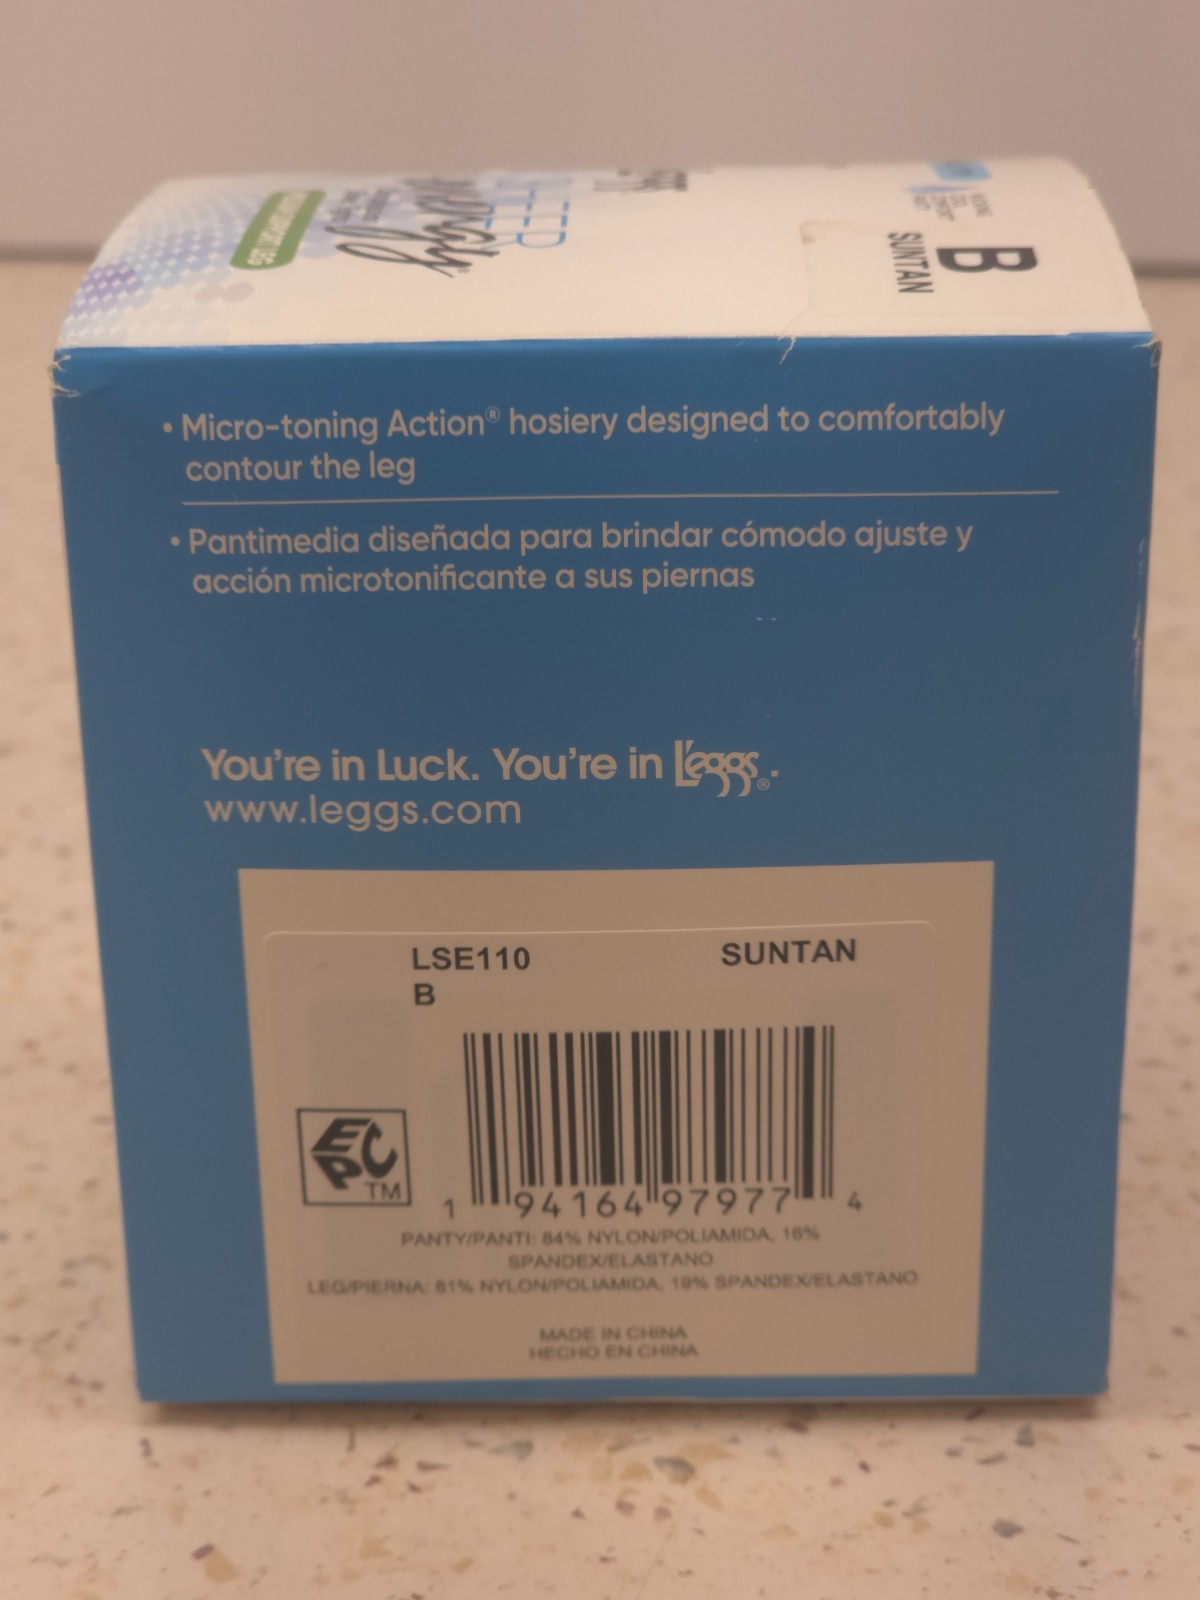 SHEER
energy
B
SUNTAN
• Micro-toning Action® hosiery designed to comfortably
contour the leg
• Pantimedia diseñada para brindar cómodo ajuste y
acción microtonificante a sus piernas
You're in Luck. You're in L'eggs®.
www.leggs.com
LSE110 SUNTAN
B
EPC
TM
1 94164 97977 4
PANTY/PANTI: 84% NYLON/POLIAMIDA, 16%
SPANDEX/ELASTANO
LEG/PIERNA: 81% NYLON/POLIAMIDA, 19% SPANDEX/ELASTANO
MADE IN CHINA
HECHO EN CHINA